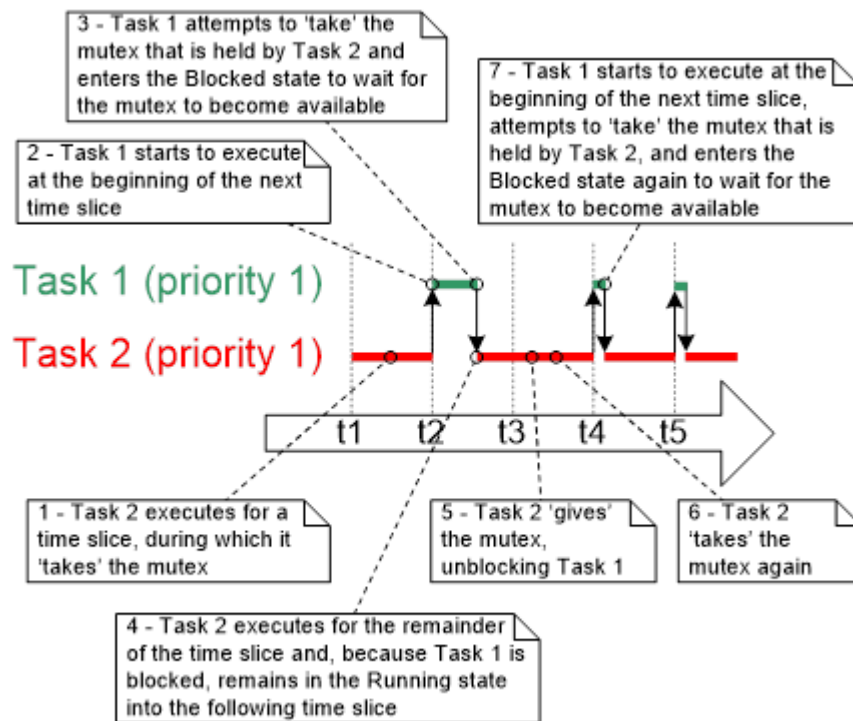 3 - Task 1 attempts to ‘take’ the
mutex that is held by Task 2 and
enters the Blocked state to wait for
the mutex to become available
7 - Task 1 starts to execute at the
beginning of the next time slice,
attempts to ‘take’ the mutex that is
held by Task 2, and enters the
Blocked state again to wait for the
mutex to become available
2 - Task 1 starts to execute
at the beginning of the next
time slice
Task 1 (priority 1)
Task 2 (priority 1)
t1 t2 t3 t4 t5
1 - Task 2 executes for a
time slice, during which it
‘takes’ the mutex
5 - Task 2 ‘gives’
the mutex,
unblocking Task 1
6 - Task 2
‘takes’ the
mutex again
4 - Task 2 executes for the remainder
of the time slice and, because Task 1 is
blocked, remains in the Running state
into the following time slice